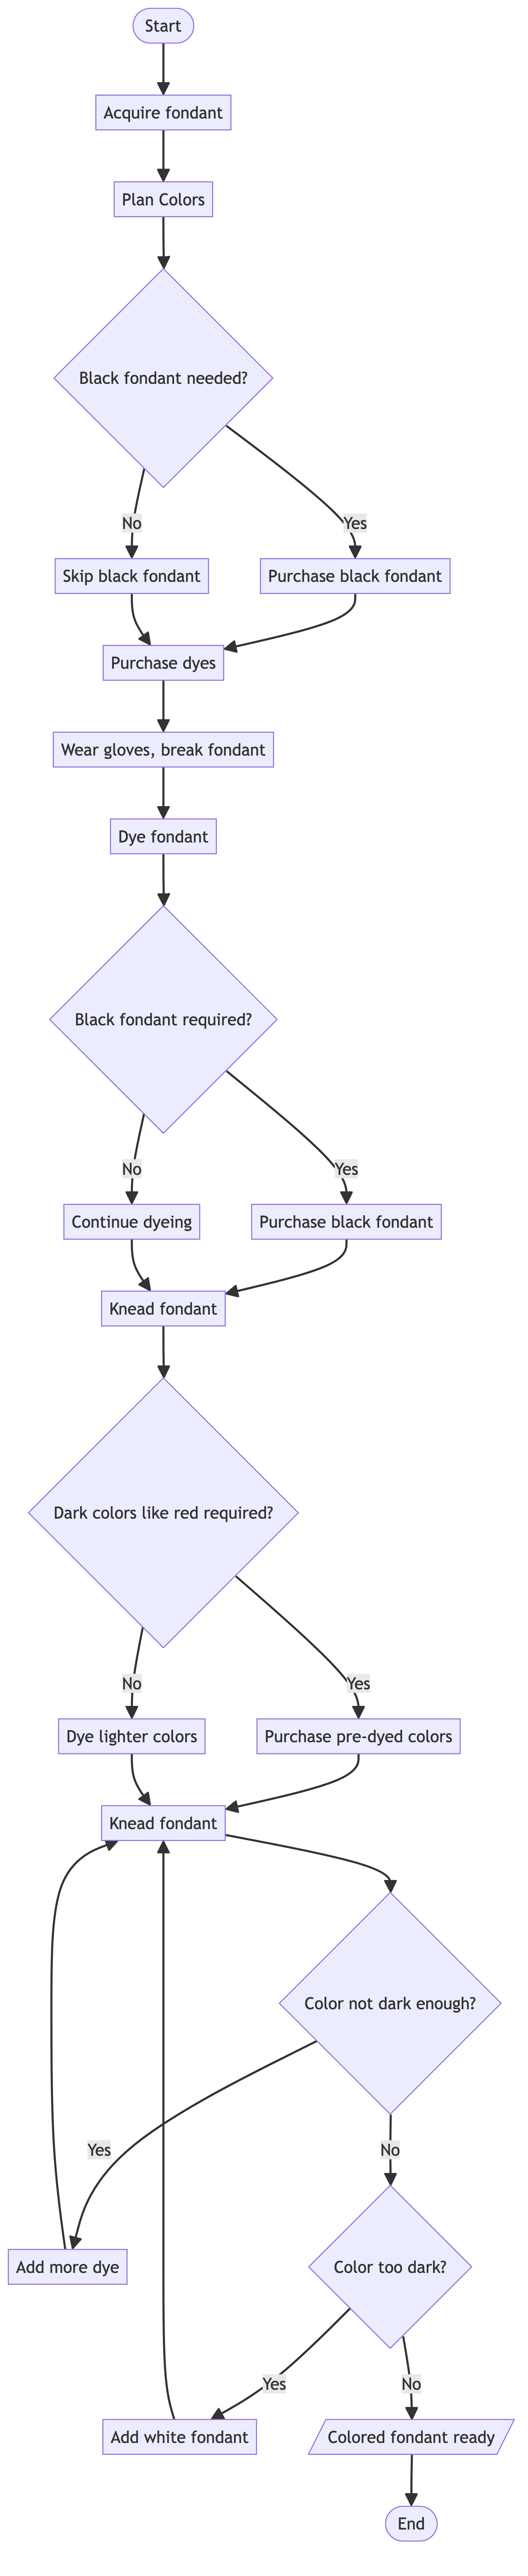 Start
Acquire fondant
Plan Colors
Black fondant needed?
No
Yes
Skip black fondant
Purchase black fondant
Purchase dyes
Wear gloves, break fondant
Dye fondant
Black fondant required?
No
Yes
Continue dyeing
Purchase black fondant
Knead fondant
Dark colors like red required?
No
Yes
Dye lighter colors
Purchase pre-dyed colors
Knead fondant
Color not dark enough?
Yes
No
Add more dye
Color too dark?
Yes
No
Add white fondant
Colored fondant ready
End